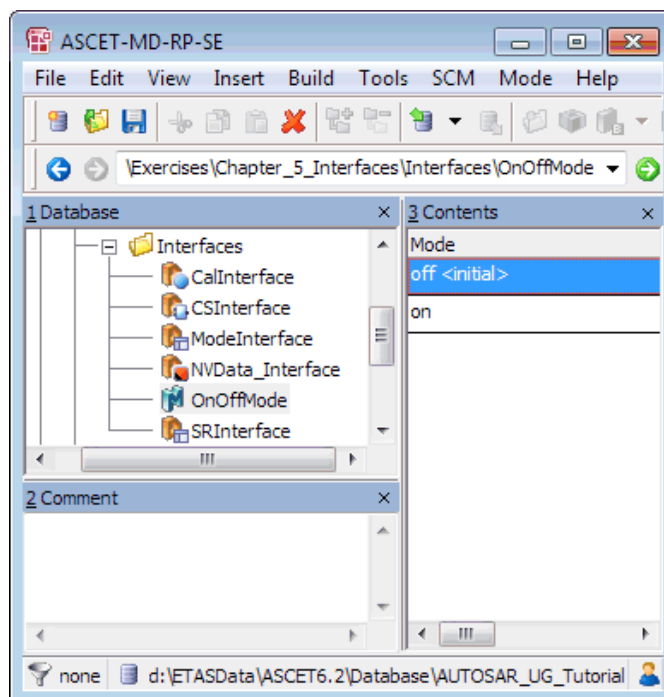 ASCET-MD-RP-SE
File Edit View Insert Build Tools SCM Mode Help
\Exercises\Chapter_5_Interfaces\Interfaces\OnOffMode
1 Database
Interfaces
CalInterface
CSInterface
ModeInterface
NVData_Interface
OnOffMode
SRInterface
2 Comment
3 Contents
Mode
off <initial>
on
none d:\ETASData\ASCET6.2\Database\AUTOSAR_UG_Tutorial